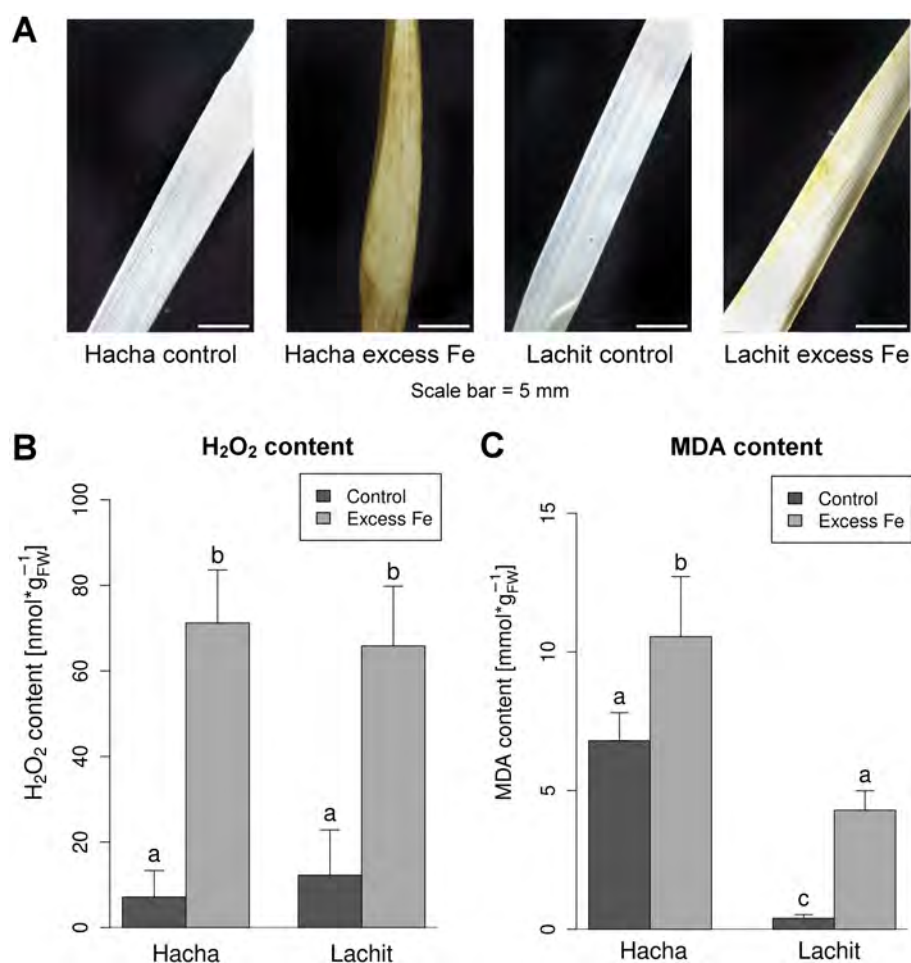 A
Hacha control
Hacha excess Fe
Lachit control
Lachit excess Fe
Scale bar = 5 mm
B
H₂O₂ content
Control
Excess Fe
H₂O₂ content [nmol*g_FW⁻¹]
100
80
60
40
20
0
a
b
a
b
Hacha
Lachit
C
MDA content
Control
Excess Fe
MDA content [mmol*g_FW⁻¹]
15
10
5
0
a
b
c
a
Hacha
Lachit